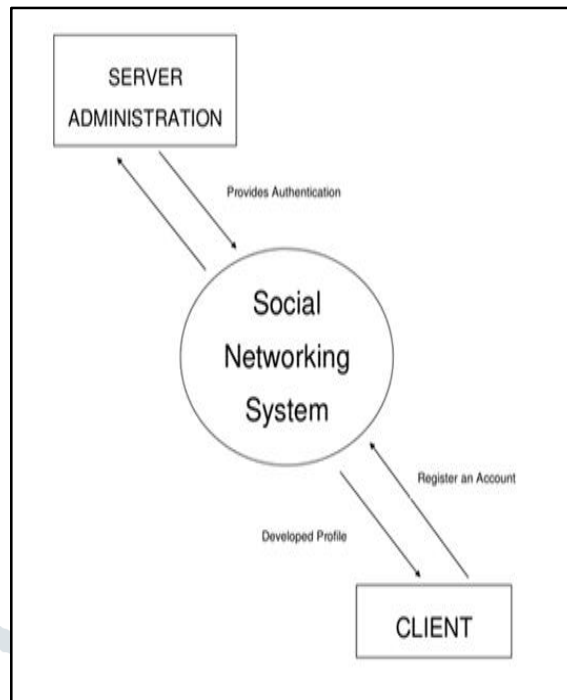 SERVER
ADMINISTRATION
Provides Authentication
Social
Networking
System
Register an Account
Developed Profile
CLIENT